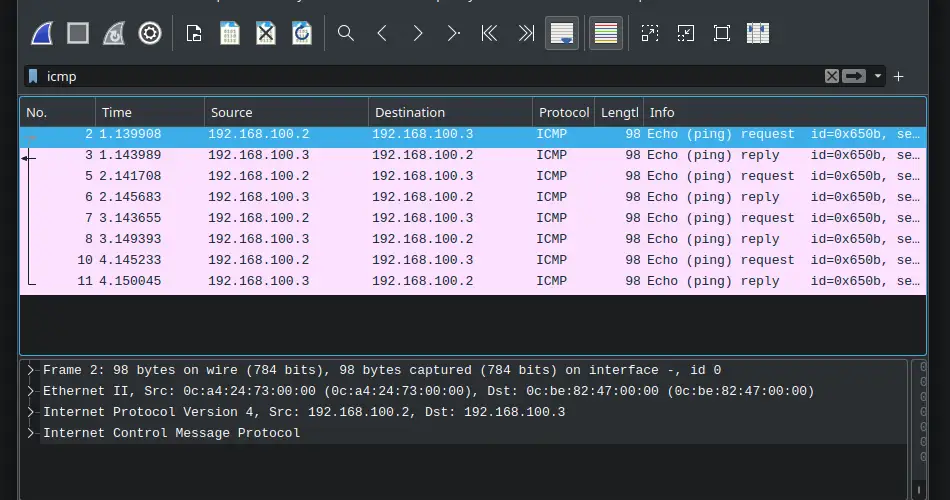 icmp
No. Time Source Destination Protocol Lengtl Info
2 1.139908 192.168.100.2 192.168.100.3 ICMP 98 Echo (ping) request id=0x650b, se…
3 1.143989 192.168.100.3 192.168.100.2 ICMP 98 Echo (ping) reply id=0x650b, se…
5 2.141708 192.168.100.2 192.168.100.3 ICMP 98 Echo (ping) request id=0x650b, se…
6 2.145683 192.168.100.3 192.168.100.2 ICMP 98 Echo (ping) reply id=0x650b, se…
7 3.143655 192.168.100.2 192.168.100.3 ICMP 98 Echo (ping) request id=0x650b, se…
8 3.149393 192.168.100.3 192.168.100.2 ICMP 98 Echo (ping) reply id=0x650b, se…
10 4.145233 192.168.100.2 192.168.100.3 ICMP 98 Echo (ping) request id=0x650b, se…
11 4.150045 192.168.100.3 192.168.100.2 ICMP 98 Echo (ping) reply id=0x650b, se…
Frame 2: 98 bytes on wire (784 bits), 98 bytes captured (784 bits) on interface -, id 0
Ethernet II, Src: 0c:a4:24:73:00:00 (0c:a4:24:73:00:00), Dst: 0c:be:82:47:00:00 (0c:be:82:47:00:00)
Internet Protocol Version 4, Src: 192.168.100.2, Dst: 192.168.100.3
Internet Control Message Protocol